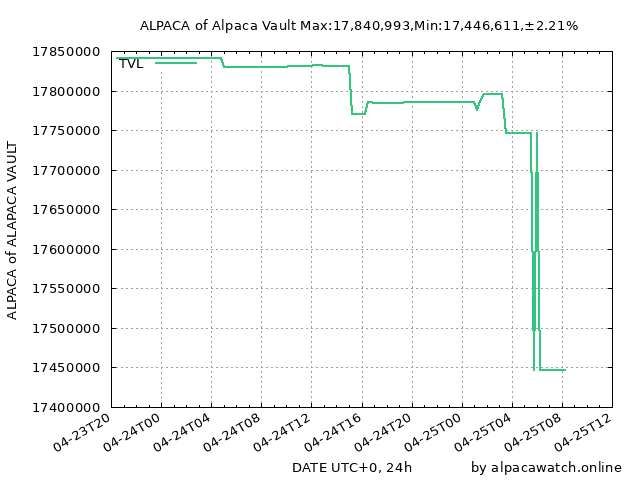 ALPACA of Alpaca Vault Max:17,840,993,Min:17,446,611,±2.21%
17850000
TVL
17800000
17750000
17700000
17650000
17600000
17550000
17500000
17450000
17400000
ALPACA of ALAPACA VAULT
04-23T20
04-24T00
04-24T04
04-24T08
04-24T12
04-24T16
04-24T20
04-25T00
04-25T04
04-25T08
04-25T12
DATE UTC+0, 24h
by alpacawatch.online